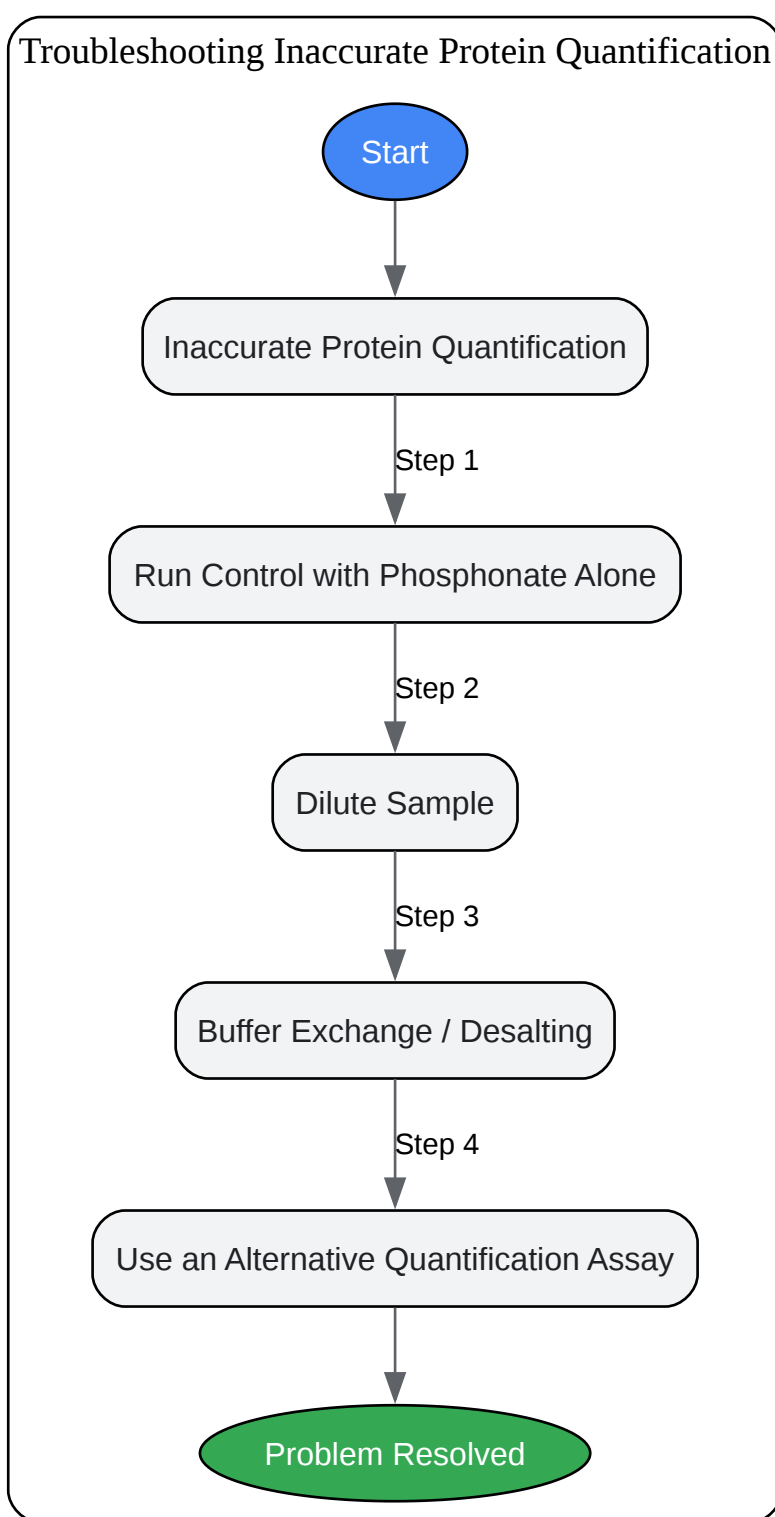 Troubleshooting Inaccurate Protein Quantification
Start
Inaccurate Protein Quantification
Step 1
Run Control with Phosphonate Alone
Step 2
Dilute Sample
Step 3
Buffer Exchange / Desalting
Step 4
Use an Alternative Quantification Assay
Problem Resolved